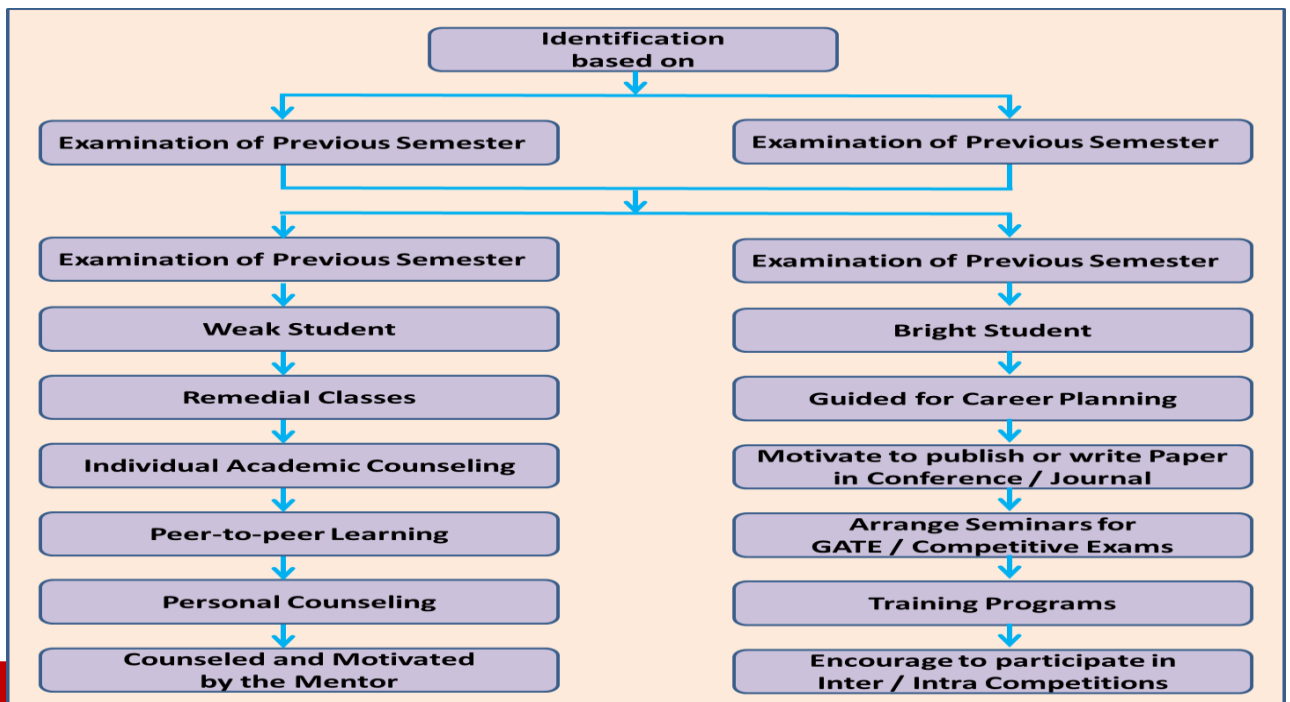 Identification
based on
Examination of Previous Semester
Examination of Previous Semester
Examination of Previous Semester
Examination of Previous Semester
Weak Student
Bright Student
Remedial Classes
Guided for Career Planning
Individual Academic Counseling
Motivate to publish or write Paper
in Conference / Journal
Peer-to-peer Learning
Arrange Seminars for
GATE / Competitive Exams
Personal Counseling
Training Programs
Counseled and Motivated
by the Mentor
Encourage to participate in
Inter / Intra Competitions